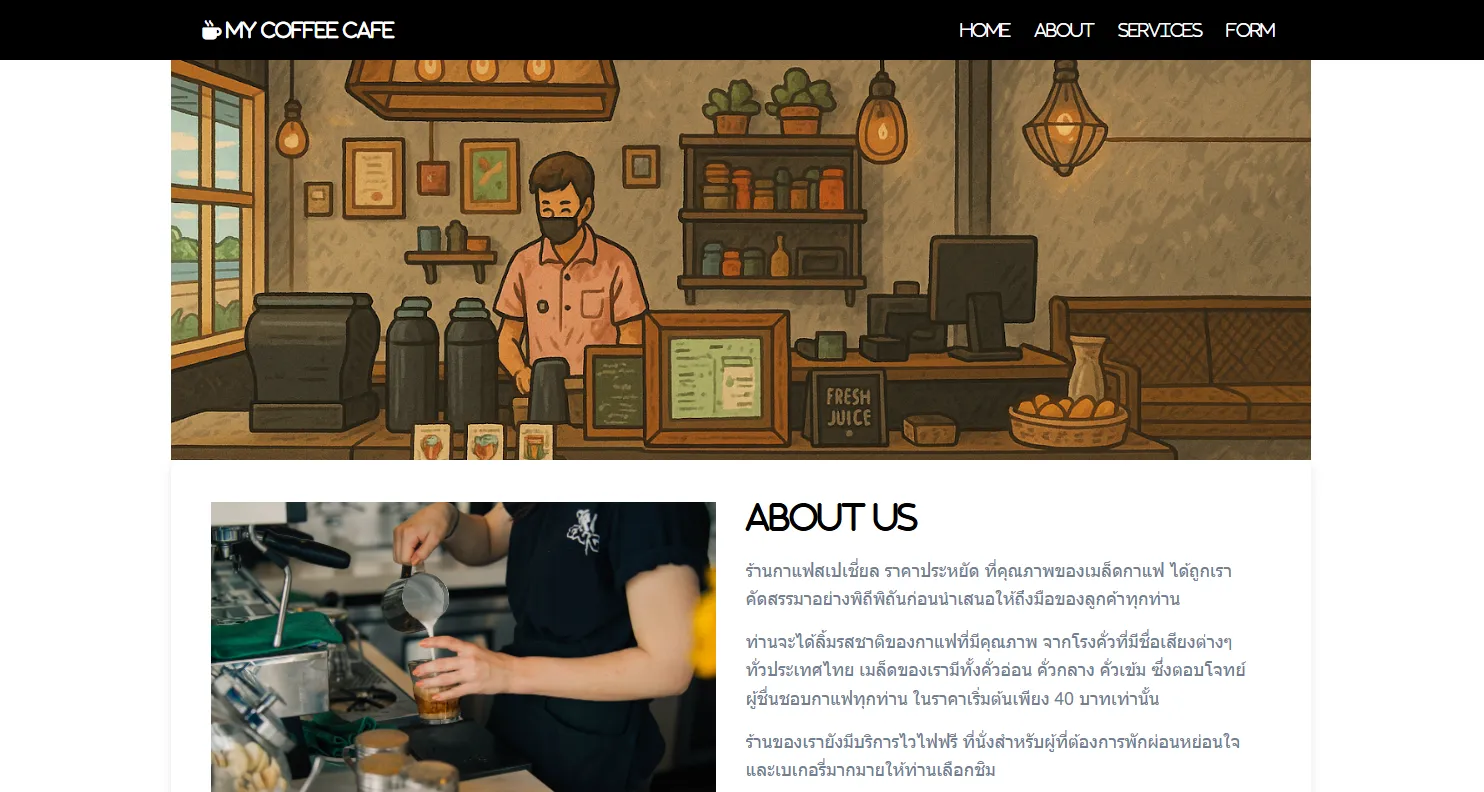 MY COFFEE CAFE
HOME ABOUT SERVICES FORM
FRESH
JUICE
ABOUT US
ร้านกาแฟสเปเชี่ยล ราคาประหยัด ที่คุณภาพของเมล็ดกาแฟ ได้ถูกเรา
คัดสรรมาอย่างพิถีพิถันก่อนนำเสนอให้ถึงมือของลูกค้าทุกท่าน
ท่านจะได้ลิ้มรสชาติของกาแฟที่มีคุณภาพ จากโรงคั่วที่มีชื่อเสียงต่างๆ
ทั่วประเทศไทย เมล็ดของเรามีทั้งคั่วอ่อน คั่วกลาง คั่วเข้ม ซึ่งตอบโจทย์
ผู้ชื่นชอบกาแฟทุกท่าน ในราคาเริ่มต้นเพียง 40 บาทเท่านั้น
ร้านของเรายังมีบริการไวไฟฟรี ที่นั่งสำหรับผู้ที่ต้องการพักผ่อนหย่อนใจ
และเบเกอรี่มากมายให้ท่านเลือกชิม